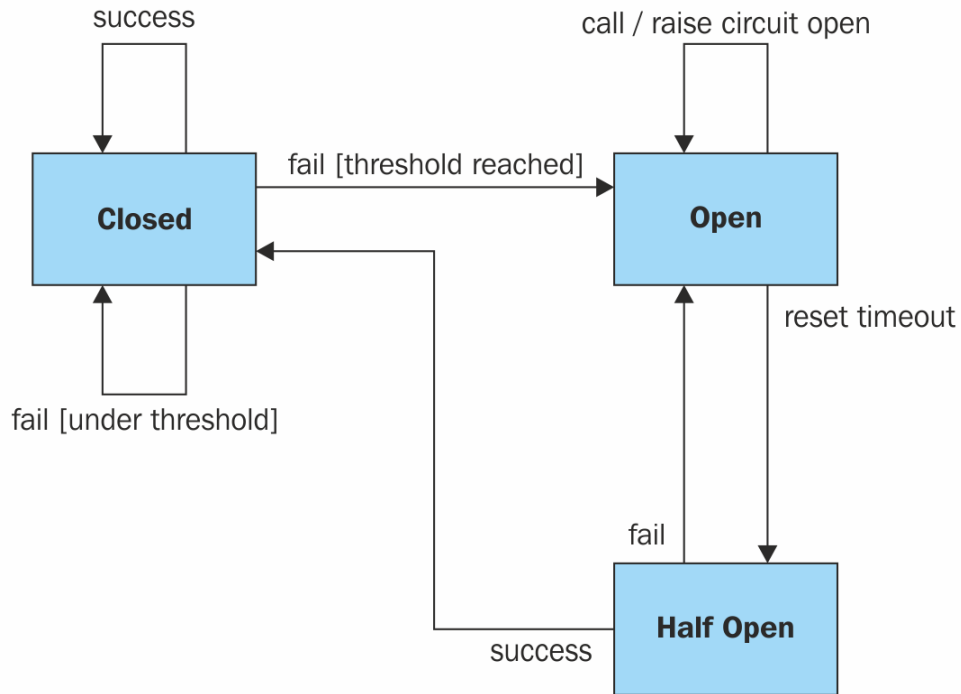 success
call / raise circuit open
fail [threshold reached]
Closed
Open
reset timeout
fail [under threshold]
fail
Half Open
success